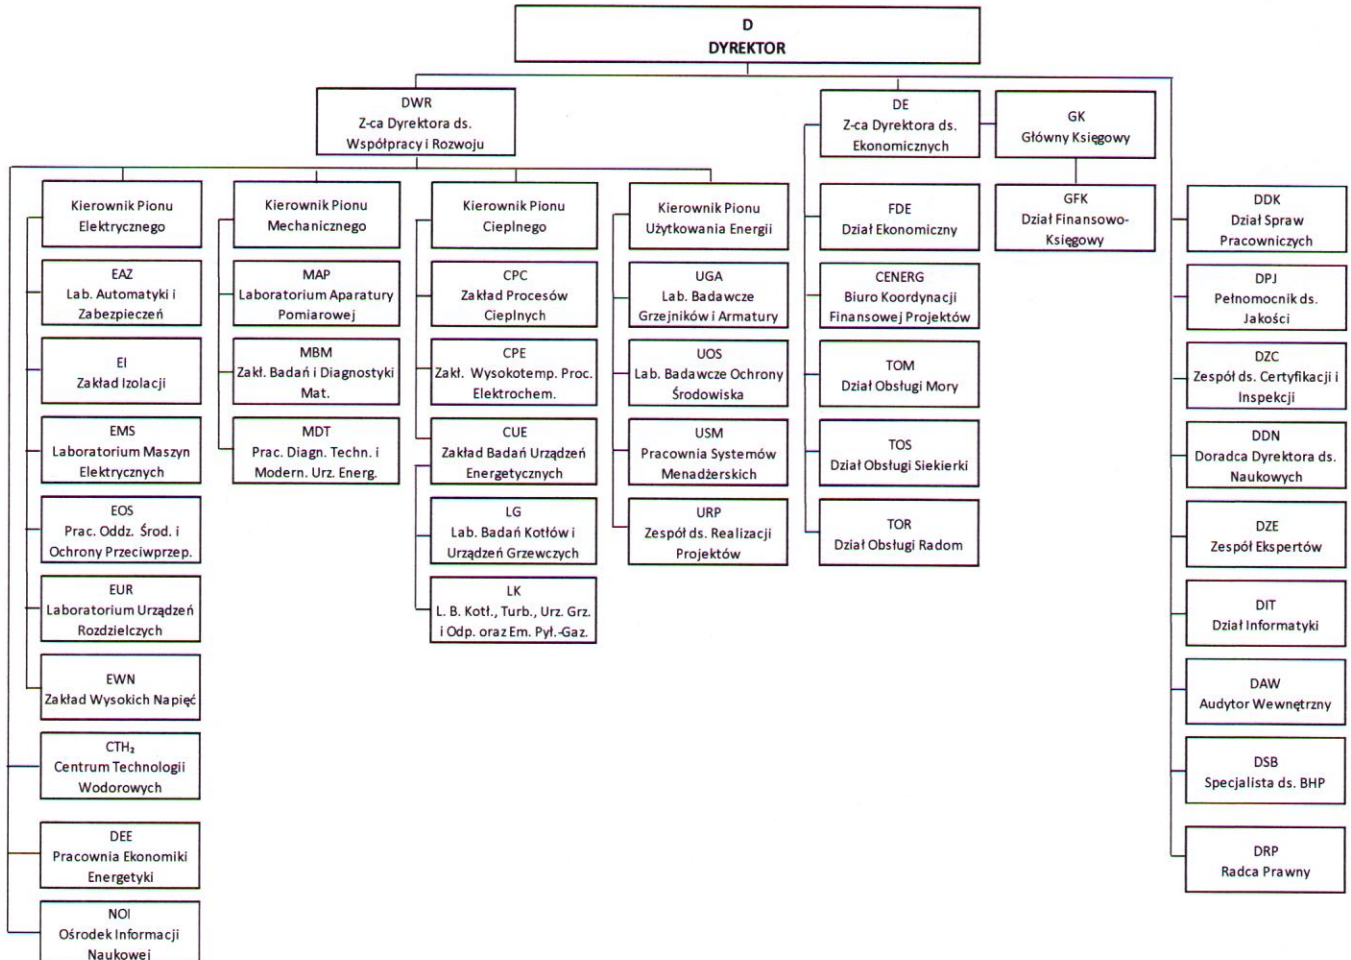 D
DYREKTOR
DWR
Z-ca Dyrektora ds.
Współpracy i Rozwoju
DE
Z-ca Dyrektora ds.
Ekonomicznych
GK
Główny Księgowy
Kierownik Pionu
Elektrycznego
EAZ
Lab. Automatyki i
Zabezpieczeń
EI
Zakład Izolacji
EMS
Laboratorium Maszyn
Elektrycznych
EOS
Prac. Oddz. Środ. i
Ochrony Przeciwprzep.
EUR
Laboratorium Urządzeń
Rozdzielczych
EWN
Zakład Wysokich Napięć
CTH₂
Centrum Technologii
Wodorowych
DEE
Pracownia Ekonomiki
Energetyki
NOI
Ośrodek Informacji
Naukowej
Kierownik Pionu
Mechanicznego
MAP
Laboratorium Aparatury
Pomiarowej
MBM
Zakł. Badań i Diagnostyki
Mat.
MDT
Prac. Diagn. Techn. i
Modern. Urz. Energ.
Kierownik Pionu
Cieplnego
CPC
Zakład Procesów
Cieplnych
CPE
Zakł. Wysokotemp. Proc.
Elektrochem.
CUE
Zakład Badań Urządzeń
Energetycznych
LG
Lab. Badań Kotłów i
Urządzeń Grzewczych
LK
L. B. Kotł., Turb., Urz. Grz.
i Odp. oraz Em. Pył.-Gaz.
Kierownik Pionu
Użytkowania Energii
UGA
Lab. Badawcze
Grzejników i Armatury
UOS
Lab. Badawcze Ochrony
Środowiska
USM
Pracownia Systemów
Menadżerskich
URP
Zespół ds. Realizacji
Projektów
FDE
Dział Ekonomiczny
CENERG
Biuro Koordynacji
Finansowej Projektów
TOM
Dział Obsługi Mory
TOS
Dział Obsługi Siekierki
TOR
Dział Obsługi Radom
GFK
Dział Finansowo-
Księgowy
DDK
Dział Spraw
Pracowniczych
DPJ
Pełnomocnik ds.
Jakości
DZC
Zespół ds. Certyfikacji i
Inspekcji
DDN
Doradca Dyrektora ds.
Naukowych
DZE
Zespół Ekspertów
DIT
Dział Informatyki
DAW
Audytor Wewnętrzny
DSB
Specjalista ds. BHP
DRP
Radca Prawny